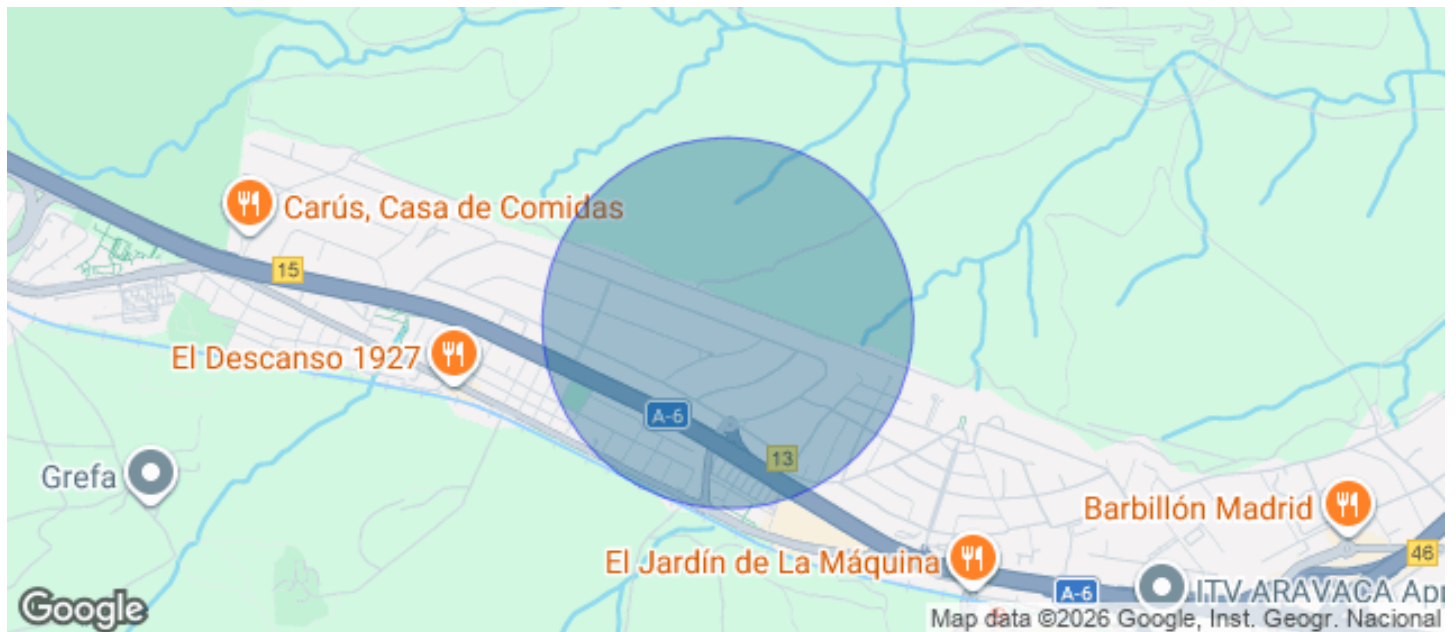 Carús, Casa de Comidas
15
El Descanso 1927
A-6
13
Grefa
Barbillón Madrid
El Jardín de La Máquina
46
A-6
ITV ARAVACA App
Google
Map data ©2026 Google, Inst. Geogr. Nacional